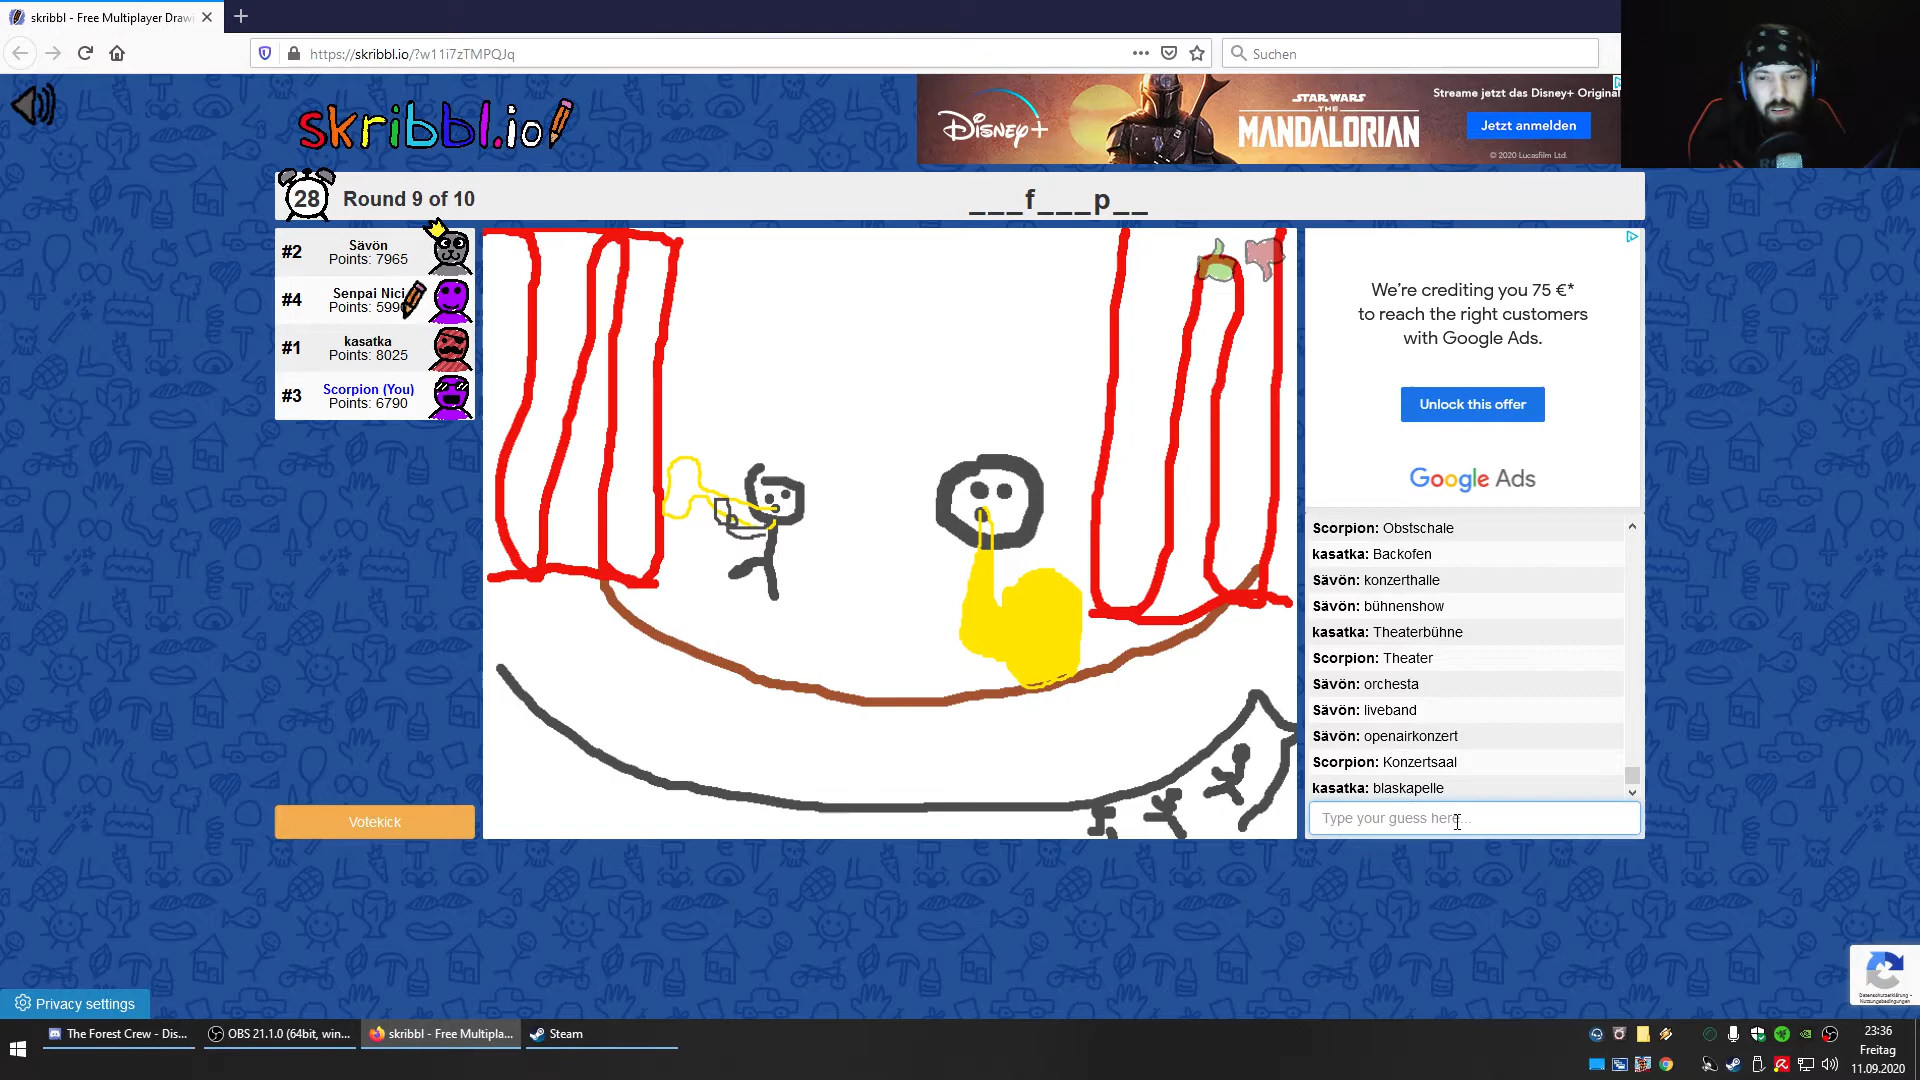 skribbl - Free Multiplayer Drawi
https://skribbl.io/?w11i7zTMPQJq
Suchen
skribbl.io
Disney+
STAR WARS
THE
MANDALORIAN
Streame jetzt das Disney+ Original
Jetzt anmelden
© 2020 Lucasfilm Ltd.
28
Round 9 of 10
___f___p__
#2
Sävön
Points: 7965
#4
Senpai Nici
Points: 5990
#1
kasatka
Points: 8025
#3
Scorpion (You)
Points: 6790
Votekick
We're crediting you 75 €*
to reach the right customers
with Google Ads.
Unlock this offer
Google Ads
Scorpion: Obstschale
kasatka: Backofen
Sävön: konzerthalle
Sävön: bühnenshow
kasatka: Theaterbühne
Scorpion: Theater
Sävön: orchesta
Sävön: liveband
Sävön: openairkonzert
Scorpion: Konzertsaal
kasatka: blaskapelle
Type your guess here...
Datenschutzerklärung -
Nutzungsbedingungen
Privacy settings
The Forest Crew - Dis...
OBS 21.1.0 (64bit, win...
skribbl - Free Multipla...
Steam
23:36
Freitag
11.09.2020